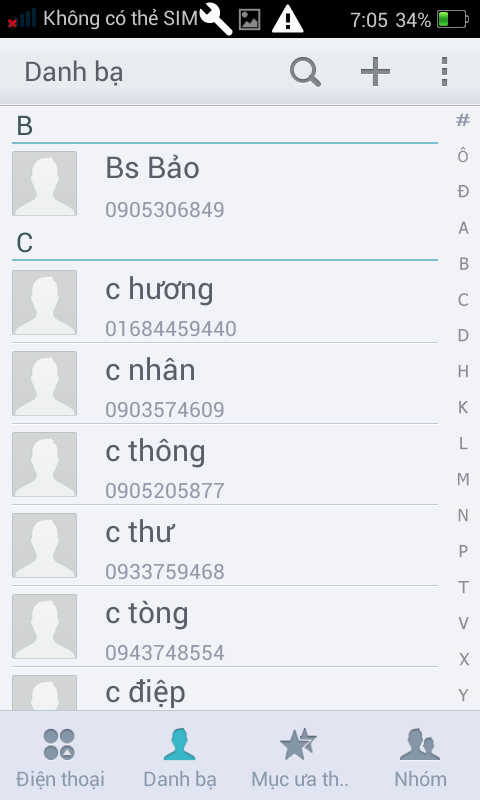 Không có thẻ SIM 7:05 34%
Danh bạ
#
Ô
Đ
A
B
C
D
H
K
L
M
N
P
T
V
X
Y
B
Bs Bảo
0905306849
C
c hương
01684459440
c nhân
0903574609
c thông
0905205877
c thư
0933759468
c tòng
0943748554
c điệp
Điện thoại Danh bạ Mục ưa th.. Nhóm